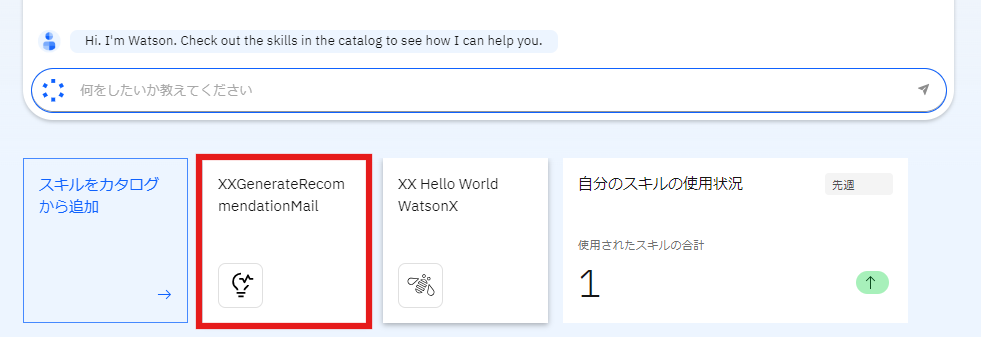 Hi. I'm Watson. Check out the skills in the catalog to see how I can help you.
何をしたいか教えてください
スキルをカタログ
から追加
XXGenerateRecom
mendationMail
XX Hello World
WatsonX
自分のスキルの使用状況
先週
使用されたスキルの合計
1